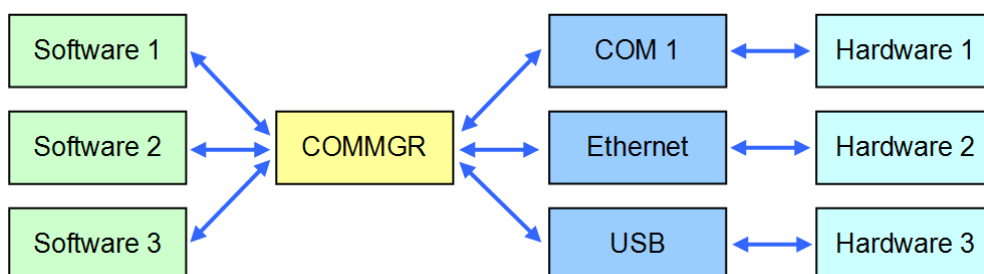 Software 1
COM 1
Hardware 1
Software 2
COMMGR
Ethernet
Hardware 2
Software 3
USB
Hardware 3